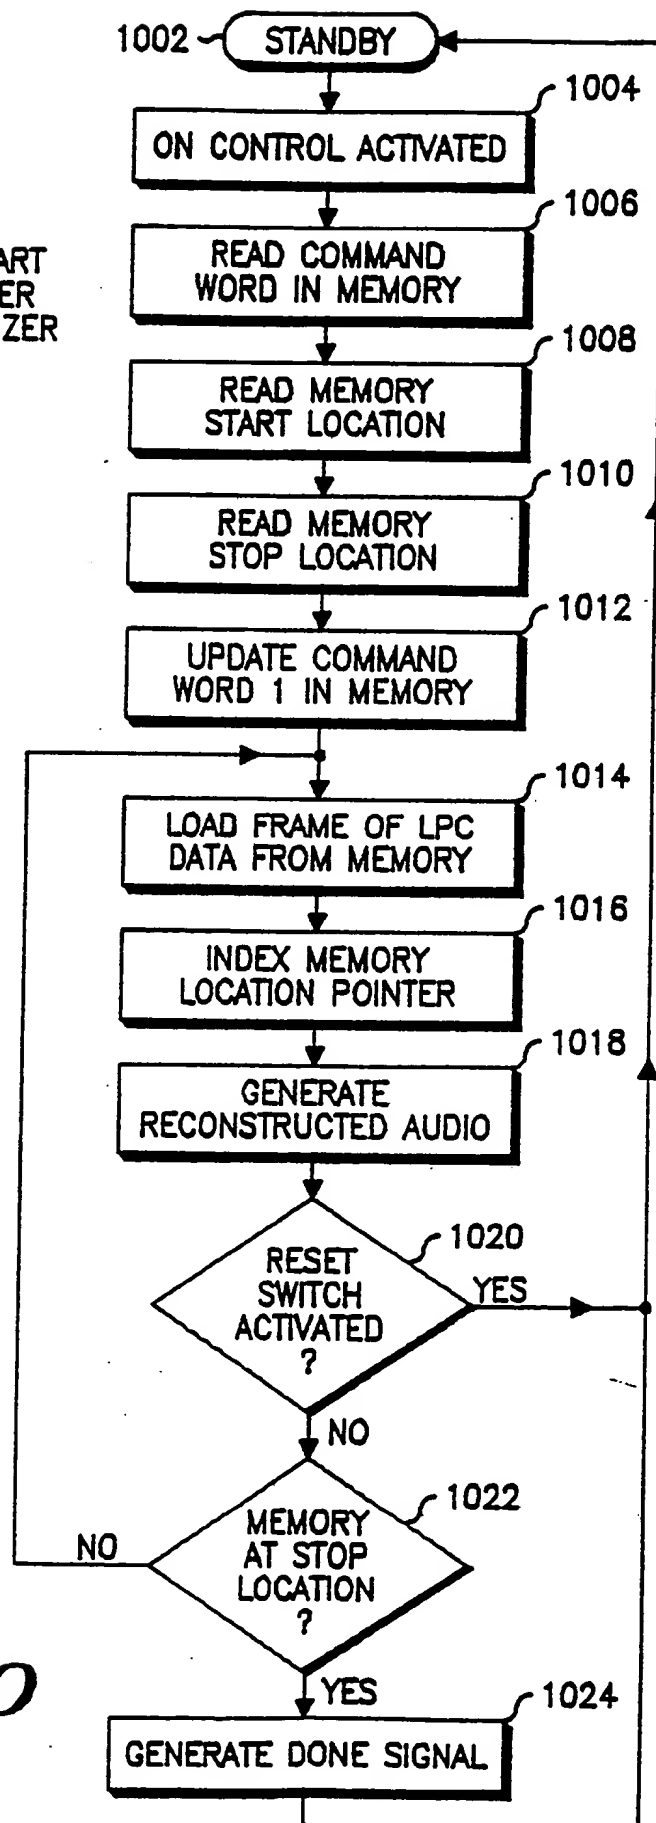 1002
STANDBY
1004
ON CONTROL ACTIVATED
1006
READ COMMAND
WORD IN MEMORY
ART
ER
IZER
1008
READ MEMORY
START LOCATION
1010
READ MEMORY
STOP LOCATION
1012
UPDATE COMMAND
WORD 1 IN MEMORY
1014
LOAD FRAME OF LPC
DATA FROM MEMORY
1016
INDEX MEMORY
LOCATION POINTER
1018
GENERATE
RECONSTRUCTED AUDIO
1020
RESET
SWITCH
ACTIVATED
?
YES
NO
1022
MEMORY
AT STOP
LOCATION
?
NO
YES
1024
GENERATE DONE SIGNAL